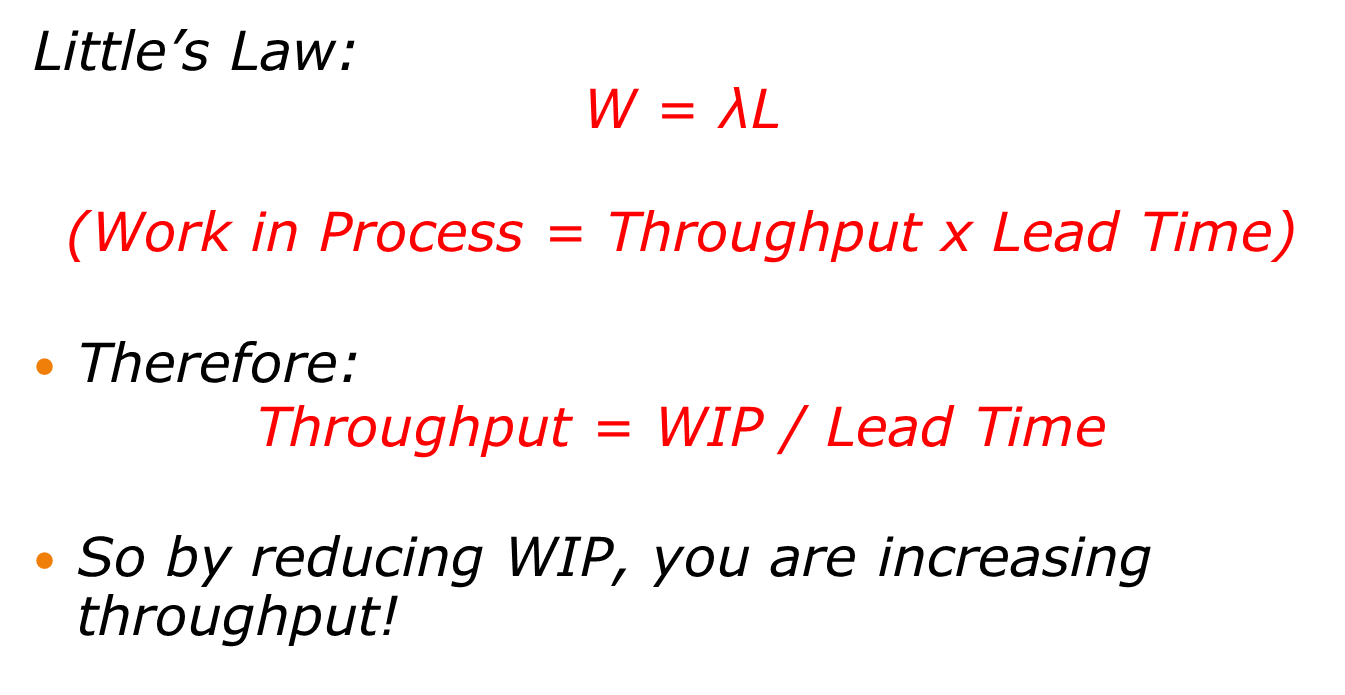 Little’s Law:
W = λL
(Work in Process = Throughput x Lead Time)
• Therefore:
Throughput = WIP / Lead Time
• So by reducing WIP, you are increasing
throughput!